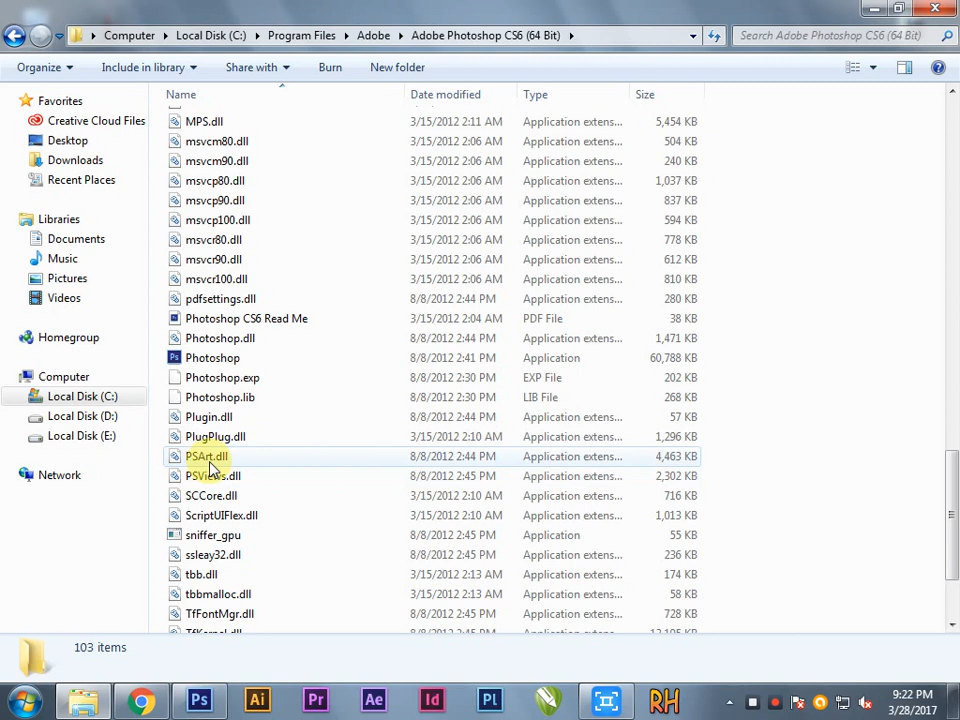 Computer ▸ Local Disk (C:) ▸ Program Files ▸ Adobe ▸ Adobe Photoshop CS6 (64 Bit) ▸ Search Adobe Photoshop CS6 (64 Bit)
Organize Include in library Share with Burn New folder
Name Date modified Type Size
Favorites
Creative Cloud Files
Desktop
Downloads
Recent Places
Libraries
Documents
Music
Pictures
Videos
Homegroup
Computer
Local Disk (C:)
Local Disk (D:)
Local Disk (E:)
Network
MPS.dll 3/15/2012 2:11 AM Application extens... 5,454 KB
msvcm80.dll 3/15/2012 2:06 AM Application extens... 504 KB
msvcm90.dll 3/15/2012 2:06 AM Application extens... 240 KB
msvcp80.dll 3/15/2012 2:06 AM Application extens... 1,037 KB
msvcp90.dll 3/15/2012 2:06 AM Application extens... 837 KB
msvcp100.dll 3/15/2012 2:06 AM Application extens... 594 KB
msvcr80.dll 3/15/2012 2:06 AM Application extens... 778 KB
msvcr90.dll 3/15/2012 2:06 AM Application extens... 612 KB
msvcr100.dll 3/15/2012 2:06 AM Application extens... 810 KB
pdfsettings.dll 8/8/2012 2:44 PM Application extens... 280 KB
Photoshop CS6 Read Me 3/15/2012 2:04 AM PDF File 38 KB
Photoshop.dll 8/8/2012 2:44 PM Application extens... 1,471 KB
Ps Photoshop 8/8/2012 2:41 PM Application 60,788 KB
Photoshop.exp 8/8/2012 2:30 PM EXP File 202 KB
Photoshop.lib 8/8/2012 2:30 PM LIB File 268 KB
Plugin.dll 8/8/2012 2:44 PM Application extens... 57 KB
PlugPlug.dll 3/15/2012 2:10 AM Application extens... 1,296 KB
PSArt.dll 8/8/2012 2:44 PM Application extens... 4,463 KB
PSViews.dll 8/8/2012 2:45 PM Application extens... 2,302 KB
SCCore.dll 3/15/2012 2:10 AM Application extens... 716 KB
ScriptUIFlex.dll 3/15/2012 2:10 AM Application extens... 1,013 KB
sniffer_gpu 8/8/2012 2:45 PM Application 55 KB
ssleay32.dll 8/8/2012 2:45 PM Application extens... 236 KB
tbb.dll 3/15/2012 2:13 AM Application extens... 174 KB
tbbmalloc.dll 3/15/2012 2:13 AM Application extens... 58 KB
TfFontMgr.dll 8/8/2012 2:45 PM Application extens... 728 KB
TfKernel.dll 8/8/2012 2:45 PM Application extens...
103 items
Ps Ai Pr Ae Id Pl RH
9:22 PM
3/28/2017